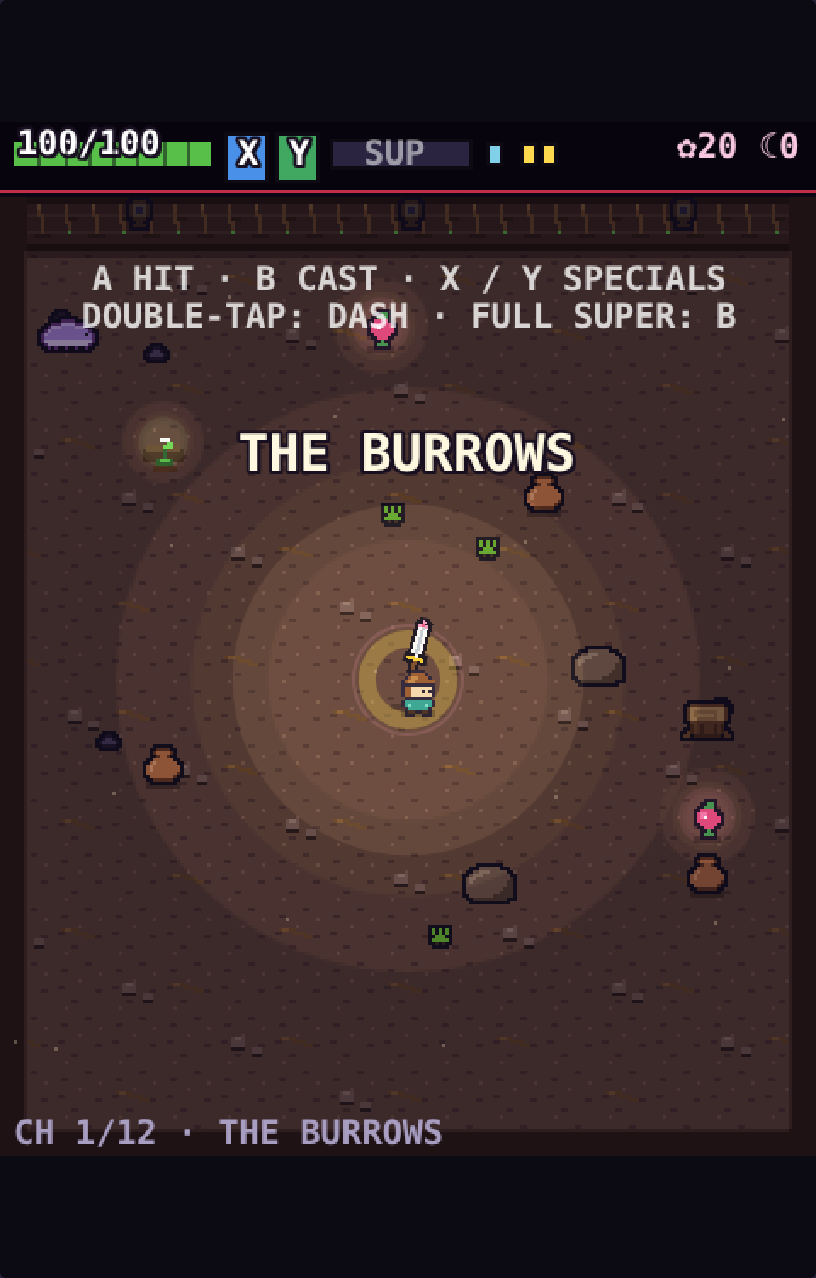 100/100 X Y SUP ✿20 ☾0
A HIT · B CAST · X / Y SPECIALS
DOUBLE-TAP: DASH · FULL SUPER: B
THE BURROWS
CH 1/12 · THE BURROWS